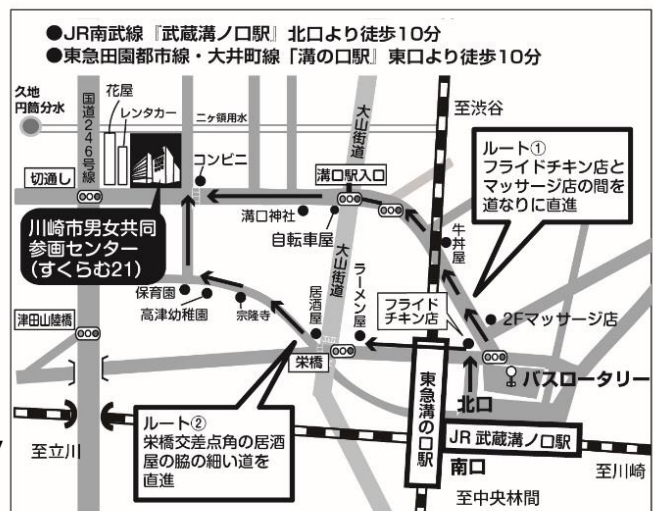 ●JR南武線『武蔵溝ノ口駅』北口より徒歩10分
●東急田園都市線・大井町線「溝の口駅」東口より徒歩10分
久地
円筒分水
国道246号線
花屋
レンタカー
二ヶ領用水
大山街道
至渋谷
ルート①
フライドチキン店と
マッサージ店の間を
道なりに直進
切通し
コンビニ
溝口駅入口
川崎市男女共同
参画センター
(すくらむ21)
溝口神社
自転車屋
牛丼屋
大山街道
保育園
高津幼稚園
宗隆寺
居酒屋
ラーメン屋
フライド
チキン店
2Fマッサージ店
津田山陸橋
栄橋
バスロータリー
北口
東急溝の口駅
ルート②
栄橋交差点角の居酒
屋の脇の細い道を
直進
JR 武蔵溝ノ口駅
至立川
南口
至川崎
至中央林間